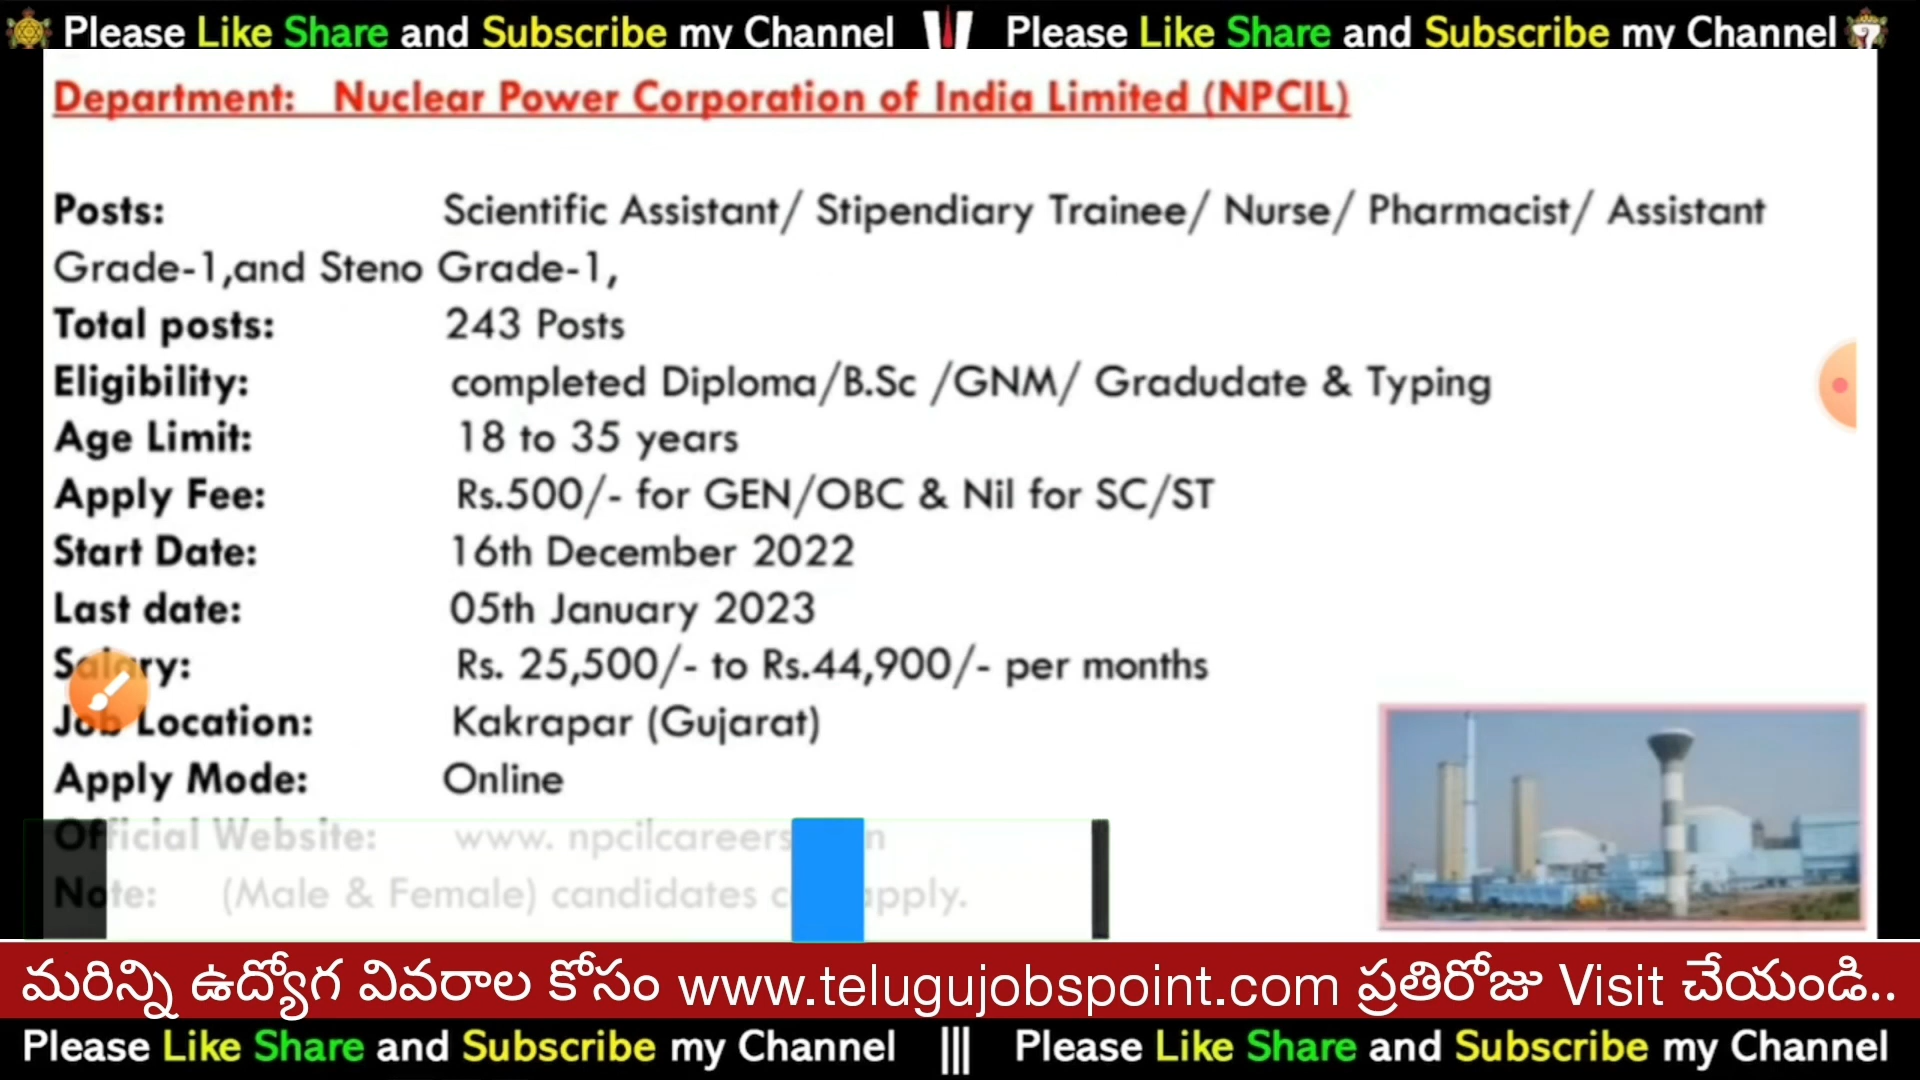 Please Like Share and Subscribe my Channel Please Like Share and Subscribe my Channel
Department: Nuclear Power Corporation of India Limited (NPCIL)
Posts: Scientific Assistant/ Stipendiary Trainee/ Nurse/ Pharmacist/ Assistant
Grade-1,and Steno Grade-1,
Total posts: 243 Posts
Eligibility: completed Diploma/B.Sc /GNM/ Gradudate & Typing
Age Limit: 18 to 35 years
Apply Fee: Rs.500/- for GEN/OBC & Nil for SC/ST
Start Date: 16th December 2022
Last date: 05th January 2023
Salary: Rs. 25,500/- to Rs.44,900/- per months
Job Location: Kakrapar (Gujarat)
Apply Mode: Online
Official Website: www. npcilcareers
Note: (Male & Female) candidates apply.
మరిన్ని ఉద్యోగ వివరాల కోసం www.telugujobspoint.com ప్రతిరోజు Visit చేయండి..
Please Like Share and Subscribe my Channel ||| Please Like Share and Subscribe my Channel